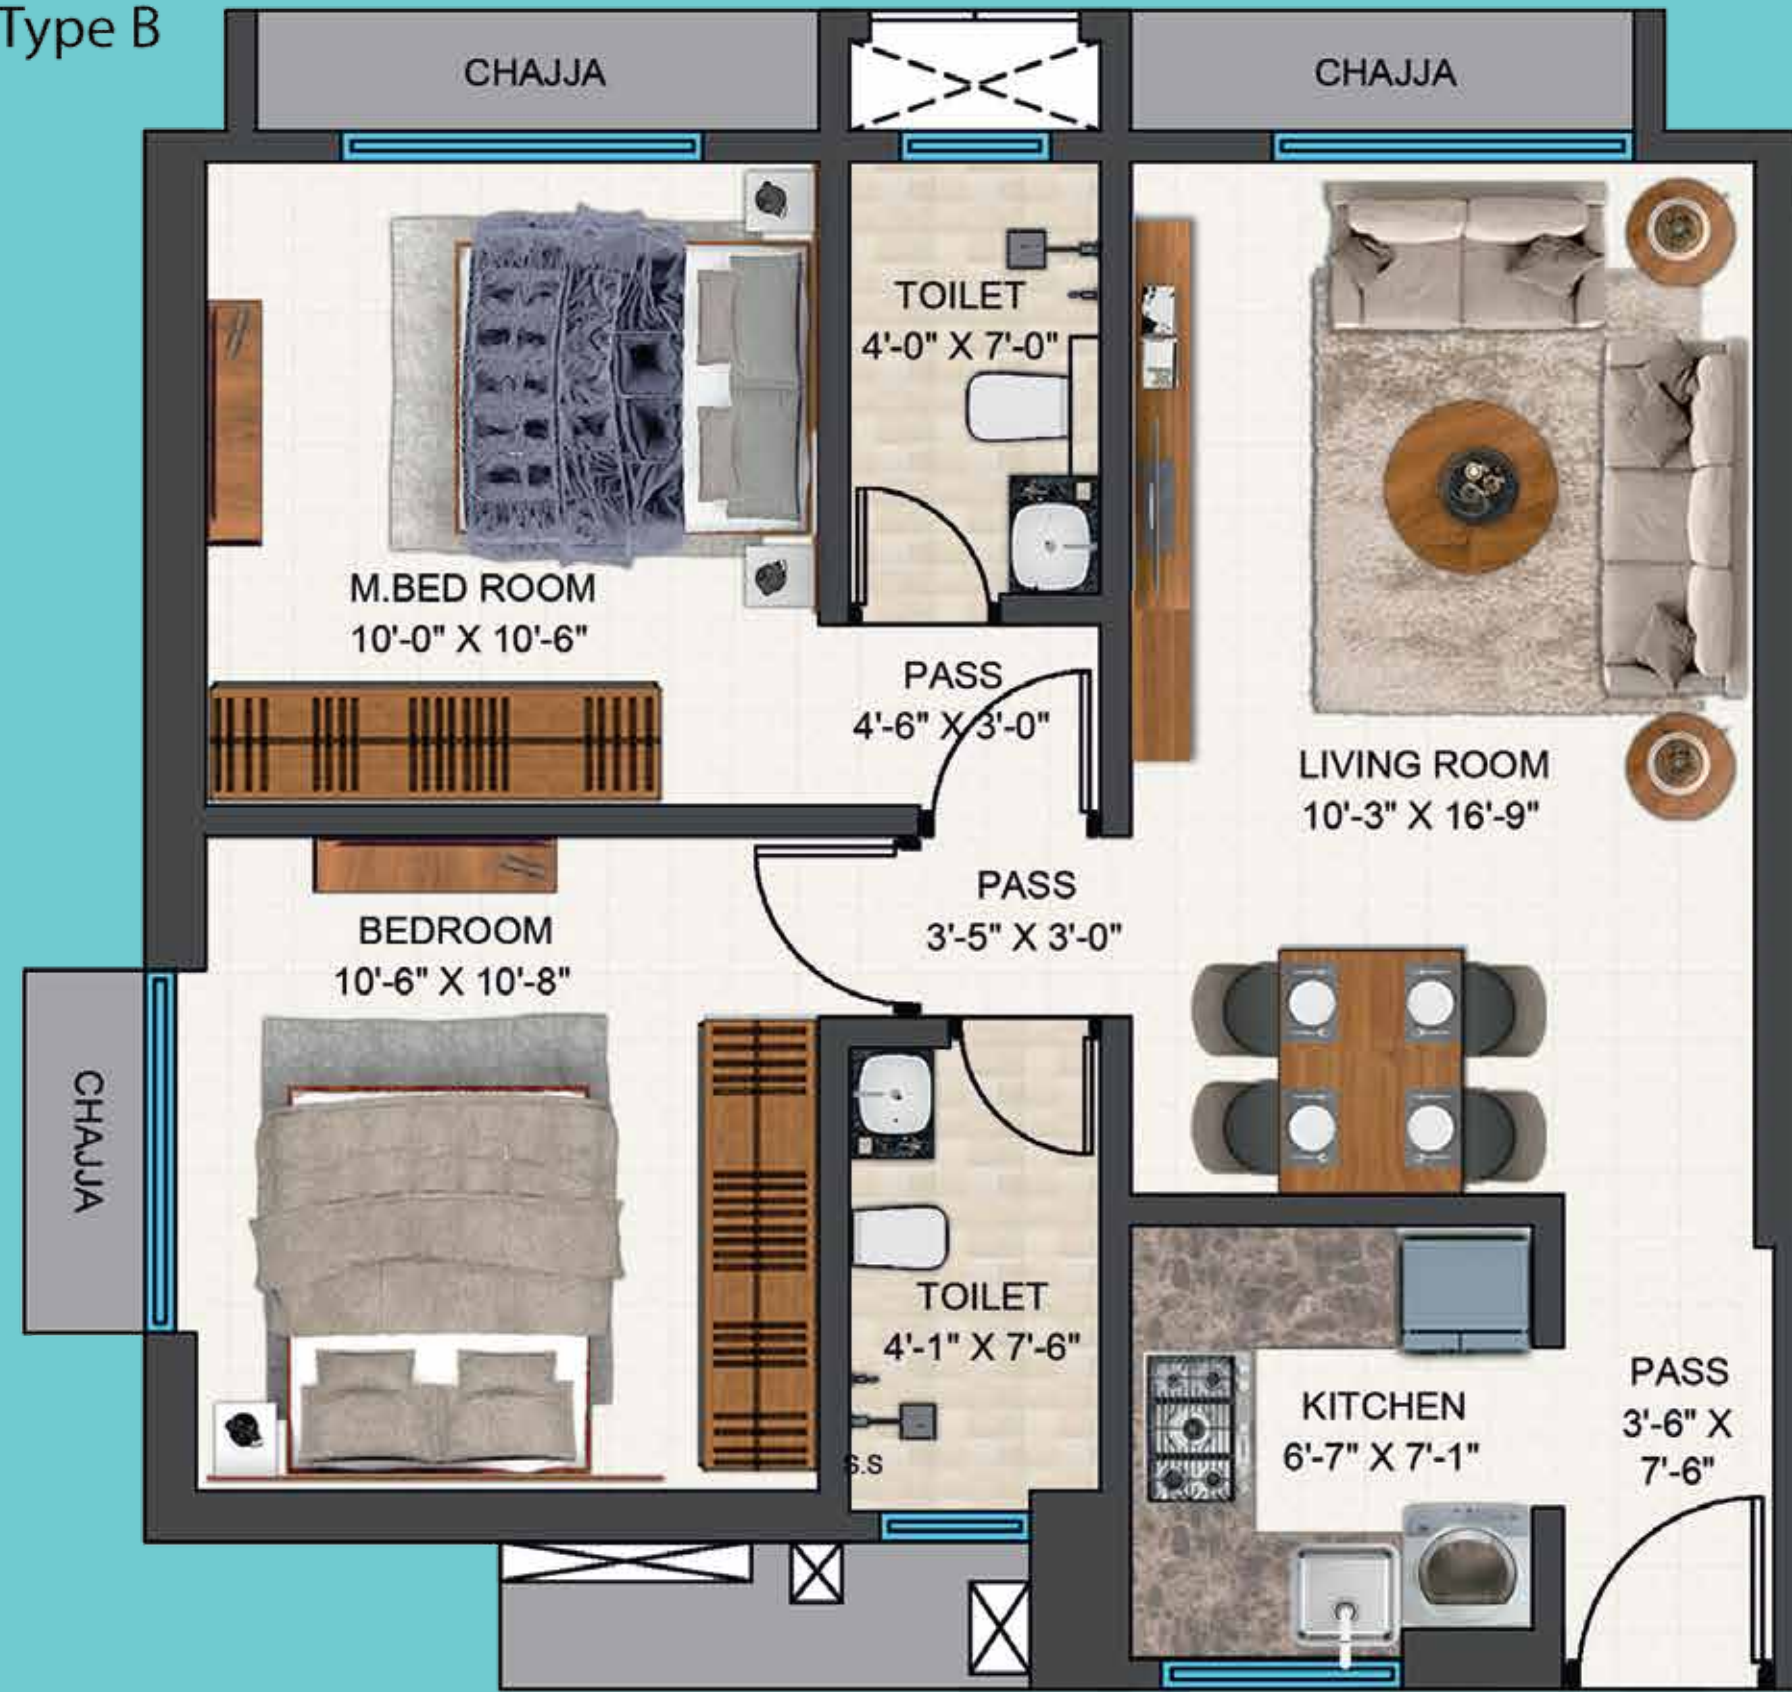 Type B
CHAJJA
CHAJJA
TOILET
4'-0" X 7'-0"
M.BED ROOM
10'-0" X 10'-6"
PASS
4'-6" X 3'-0"
LIVING ROOM
10'-3" X 16'-9"
PASS
3'-5" X 3'-0"
BEDROOM
10'-6" X 10'-8"
CHAJJA
TOILET
4'-1" X 7'-6"
KITCHEN
6'-7" X 7'-1"
PASS
3'-6" X
7'-6"
S.S